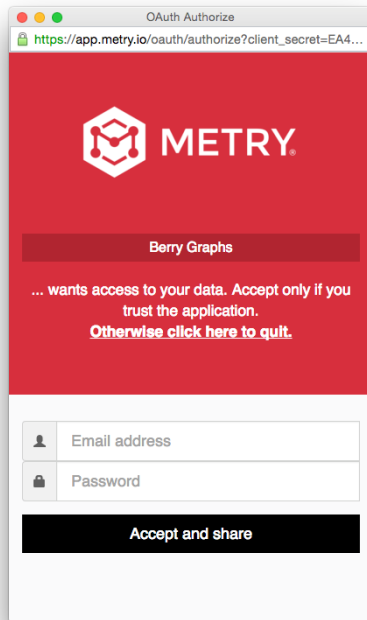 OAuth Authorize
https://app.metry.io/oauth/authorize?client_secret=EA4...
METRY®
Berry Graphs
... wants access to your data. Accept only if you
trust the application.
Otherwise click here to quit.
Email address
Password
Accept and share